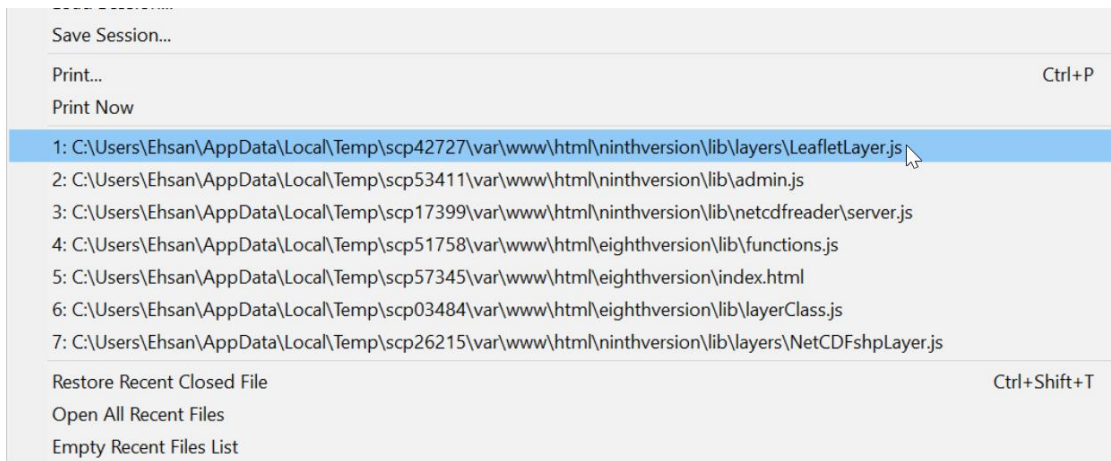 Save Session...
Print... Ctrl+P
Print Now
1: C:\Users\Ehsan\AppData\Local\Temp\scp42727\var\www\html\ninthversion\lib\layers\LeafletLayer.js
2: C:\Users\Ehsan\AppData\Local\Temp\scp53411\var\www\html\ninthversion\lib\admin.js
3: C:\Users\Ehsan\AppData\Local\Temp\scp17399\var\www\html\ninthversion\lib\netcdfreader\server.js
4: C:\Users\Ehsan\AppData\Local\Temp\scp51758\var\www\html\eighthversion\lib\functions.js
5: C:\Users\Ehsan\AppData\Local\Temp\scp57345\var\www\html\eighthversion\index.html
6: C:\Users\Ehsan\AppData\Local\Temp\scp03484\var\www\html\eighthversion\lib\layerClass.js
7: C:\Users\Ehsan\AppData\Local\Temp\scp26215\var\www\html\ninthversion\lib\layers\NetCDFshpLayer.js
Restore Recent Closed File Ctrl+Shift+T
Open All Recent Files
Empty Recent Files List